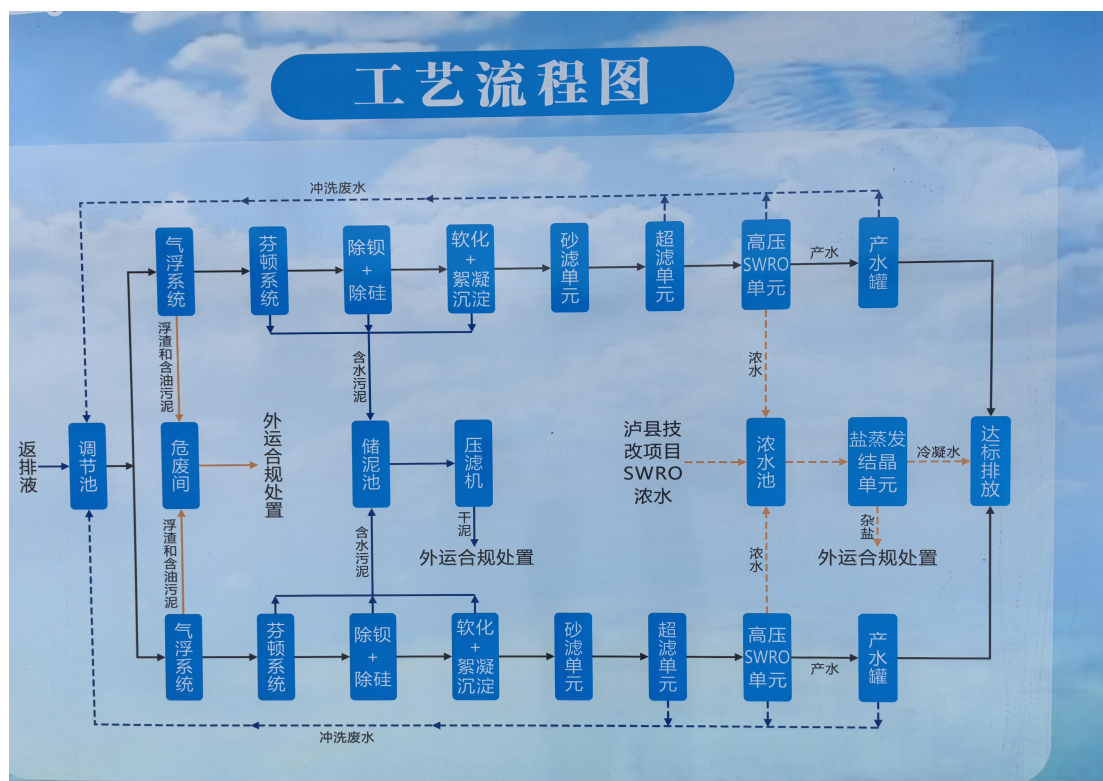 工艺流程图
冲洗废水
气浮系统
芬顿系统
除钡
+
除硅
软化
+
絮凝
沉淀
砂滤单元
超滤单元
高压
SWRO
单元
产水
产水罐
浮渣和含油污泥
含水污泥
浓水
返排液
调节池
危废间
外运合规处置
储泥池
压滤机
泸县技
改项目
SWRO
浓水
浓水池
盐蒸发
结晶
单元
冷凝水
达标排放
浮渣和含油污泥
含水污泥
干泥
外运合规处置
浓水
杂盐
外运合规处置
气浮系统
芬顿系统
除钡
+
除硅
软化
+
絮凝
沉淀
砂滤单元
超滤单元
高压
SWRO
单元
产水
产水罐
冲洗废水